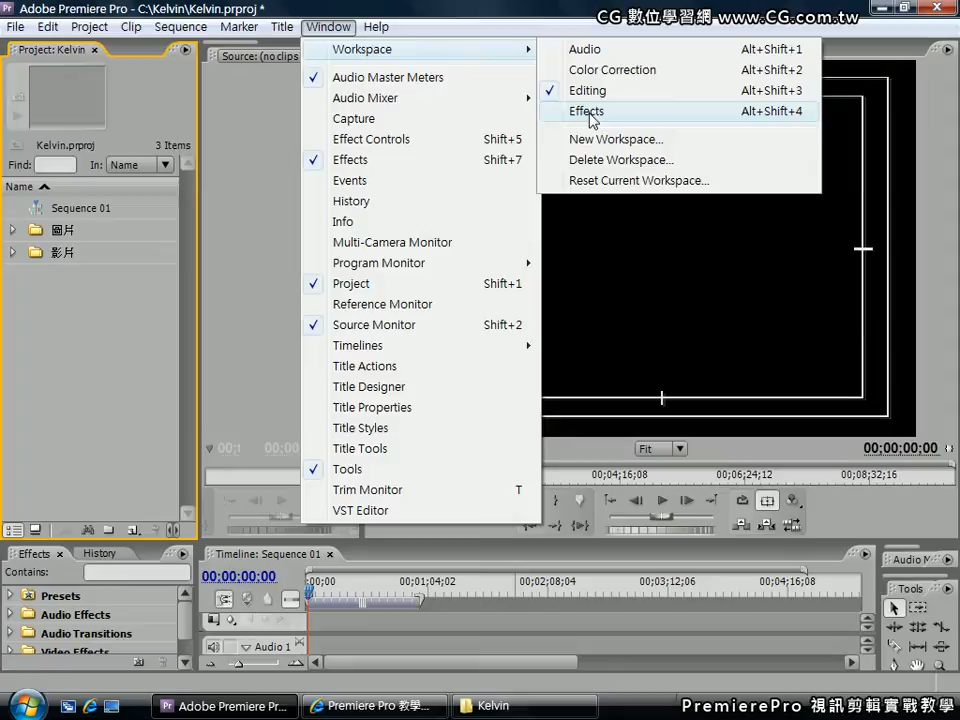 Adobe Premiere Pro - C:\Kelvin\Kelvin.prproj *
CG 數位學習網 www.CG.com.tw
File Edit Project Clip Sequence Marker Title Window Help
Project: Kelvin
Source: (no clips
Workspace
Audio Alt+Shift+1
Color Correction Alt+Shift+2
Editing Alt+Shift+3
Effects Alt+Shift+4
New Workspace...
Delete Workspace...
Reset Current Workspace...
Audio Master Meters
Audio Mixer
Capture
Effect Controls Shift+5
Effects Shift+7
Events
History
Info
Multi-Camera Monitor
Program Monitor
Project Shift+1
Reference Monitor
Source Monitor Shift+2
Timelines
Title Actions
Title Designer
Title Properties
Title Styles
Title Tools
Tools
Trim Monitor T
VST Editor
Kelvin.prproj 3 Items
Find: In: Name
Name
Sequence 01
圖片
影片
Fit 00;00;00;00
00;04;16;08 00;06;24;12 00;08;32;16
Effects History
Contains:
Presets
Audio Effects
Audio Transitions
Video Effects
Timeline: Sequence 01
00;00;00;00
00;01;04;02 00;02;08;04 00;03;12;06 00;04;16;08
Audio 1
Audio M
Tools
Adobe Premiere Pr... Premiere Pro 教學... Kelvin
PremierePro 視訊剪輯實戰教學